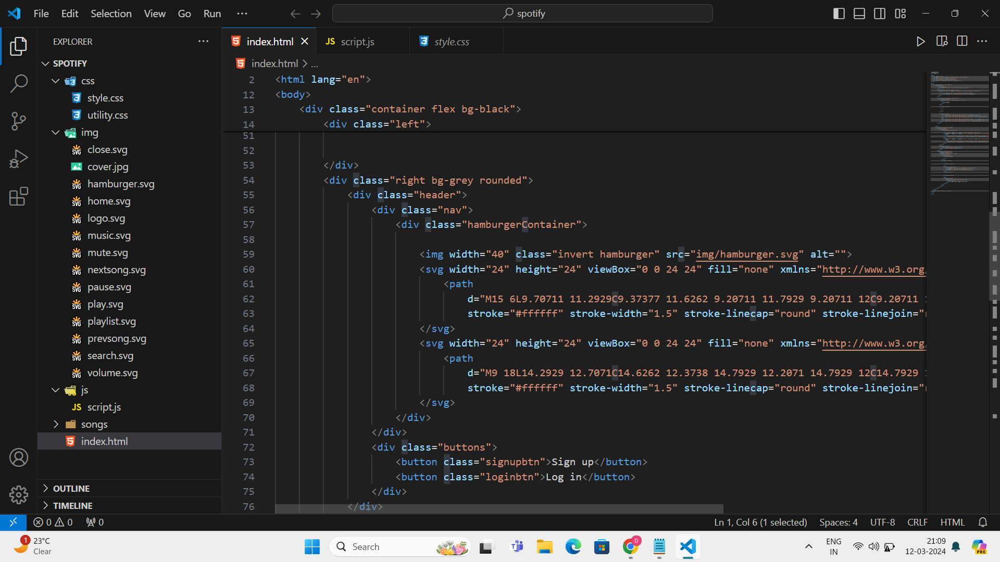 File Edit Selection View Go Run ···
spotify
EXPLORER
SPOTIFY
css
style.css
utility.css
img
close.svg
cover.jpg
hamburger.svg
home.svg
logo.svg
music.svg
mute.svg
nextsong.svg
pause.svg
play.svg
playlist.svg
prevsong.svg
search.svg
volume.svg
js
script.js
songs
index.html
OUTLINE
TIMELINE
index.html JS script.js style.css
index.html > ...
2 <html lang="en">
12 <body>
13 <div class="container flex bg-black">
14 <div class="left">
51
52
53 </div>
54 <div class="right bg-grey rounded">
55 <div class="header">
56 <div class="nav">
57 <div class="hamburgerContainer">
58
59 <img width="40" class="invert hamburger" src="img/hamburger.svg" alt="">
60 <svg width="24" height="24" viewBox="0 0 24 24" fill="none" xmlns="http://www.w3.org/
61 <path
62 d="M15 6L9.70711 11.2929C9.37377 11.6262 9.20711 11.7929 9.20711 12C9.20711
63 stroke="#ffffff" stroke-width="1.5" stroke-linecap="round" stroke-linejoin="
64 </svg>
65 <svg width="24" height="24" viewBox="0 0 24 24" fill="none" xmlns="http://www.w3.org/
66 <path
67 d="M9 18L14.2929 12.7071C14.6262 12.3738 14.7929 12.2071 14.7929 12C14.7929
68 stroke="#ffffff" stroke-width="1.5" stroke-linecap="round" stroke-linejoin="
69 </svg>
70 </div>
71 </div>
72 <div class="buttons">
73 <button class="signupbtn">Sign up</button>
74 <button class="loginbtn">Log in</button>
75 </div>
76 </div>
0 0 0
Ln 1, Col 6 (1 selected) Spaces: 4 UTF-8 CRLF HTML
1 23°C
Clear
Search
D
ENG
IN
21:09
12-03-2024
PRE